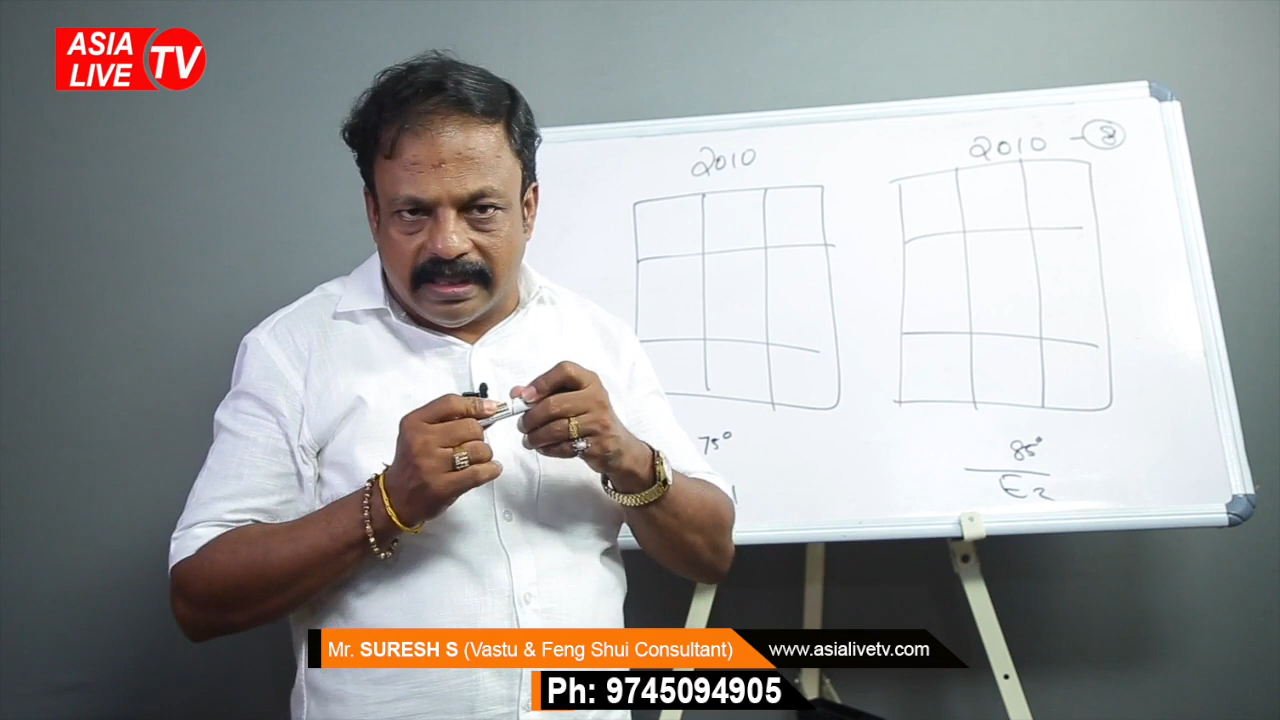 ASIA
LIVE
TV
2010
2010 - 8
75°
85°
E2
Mr. SURESH S (Vastu & Feng Shui Consultant)
www.asialivetv.com
Ph: 9745094905